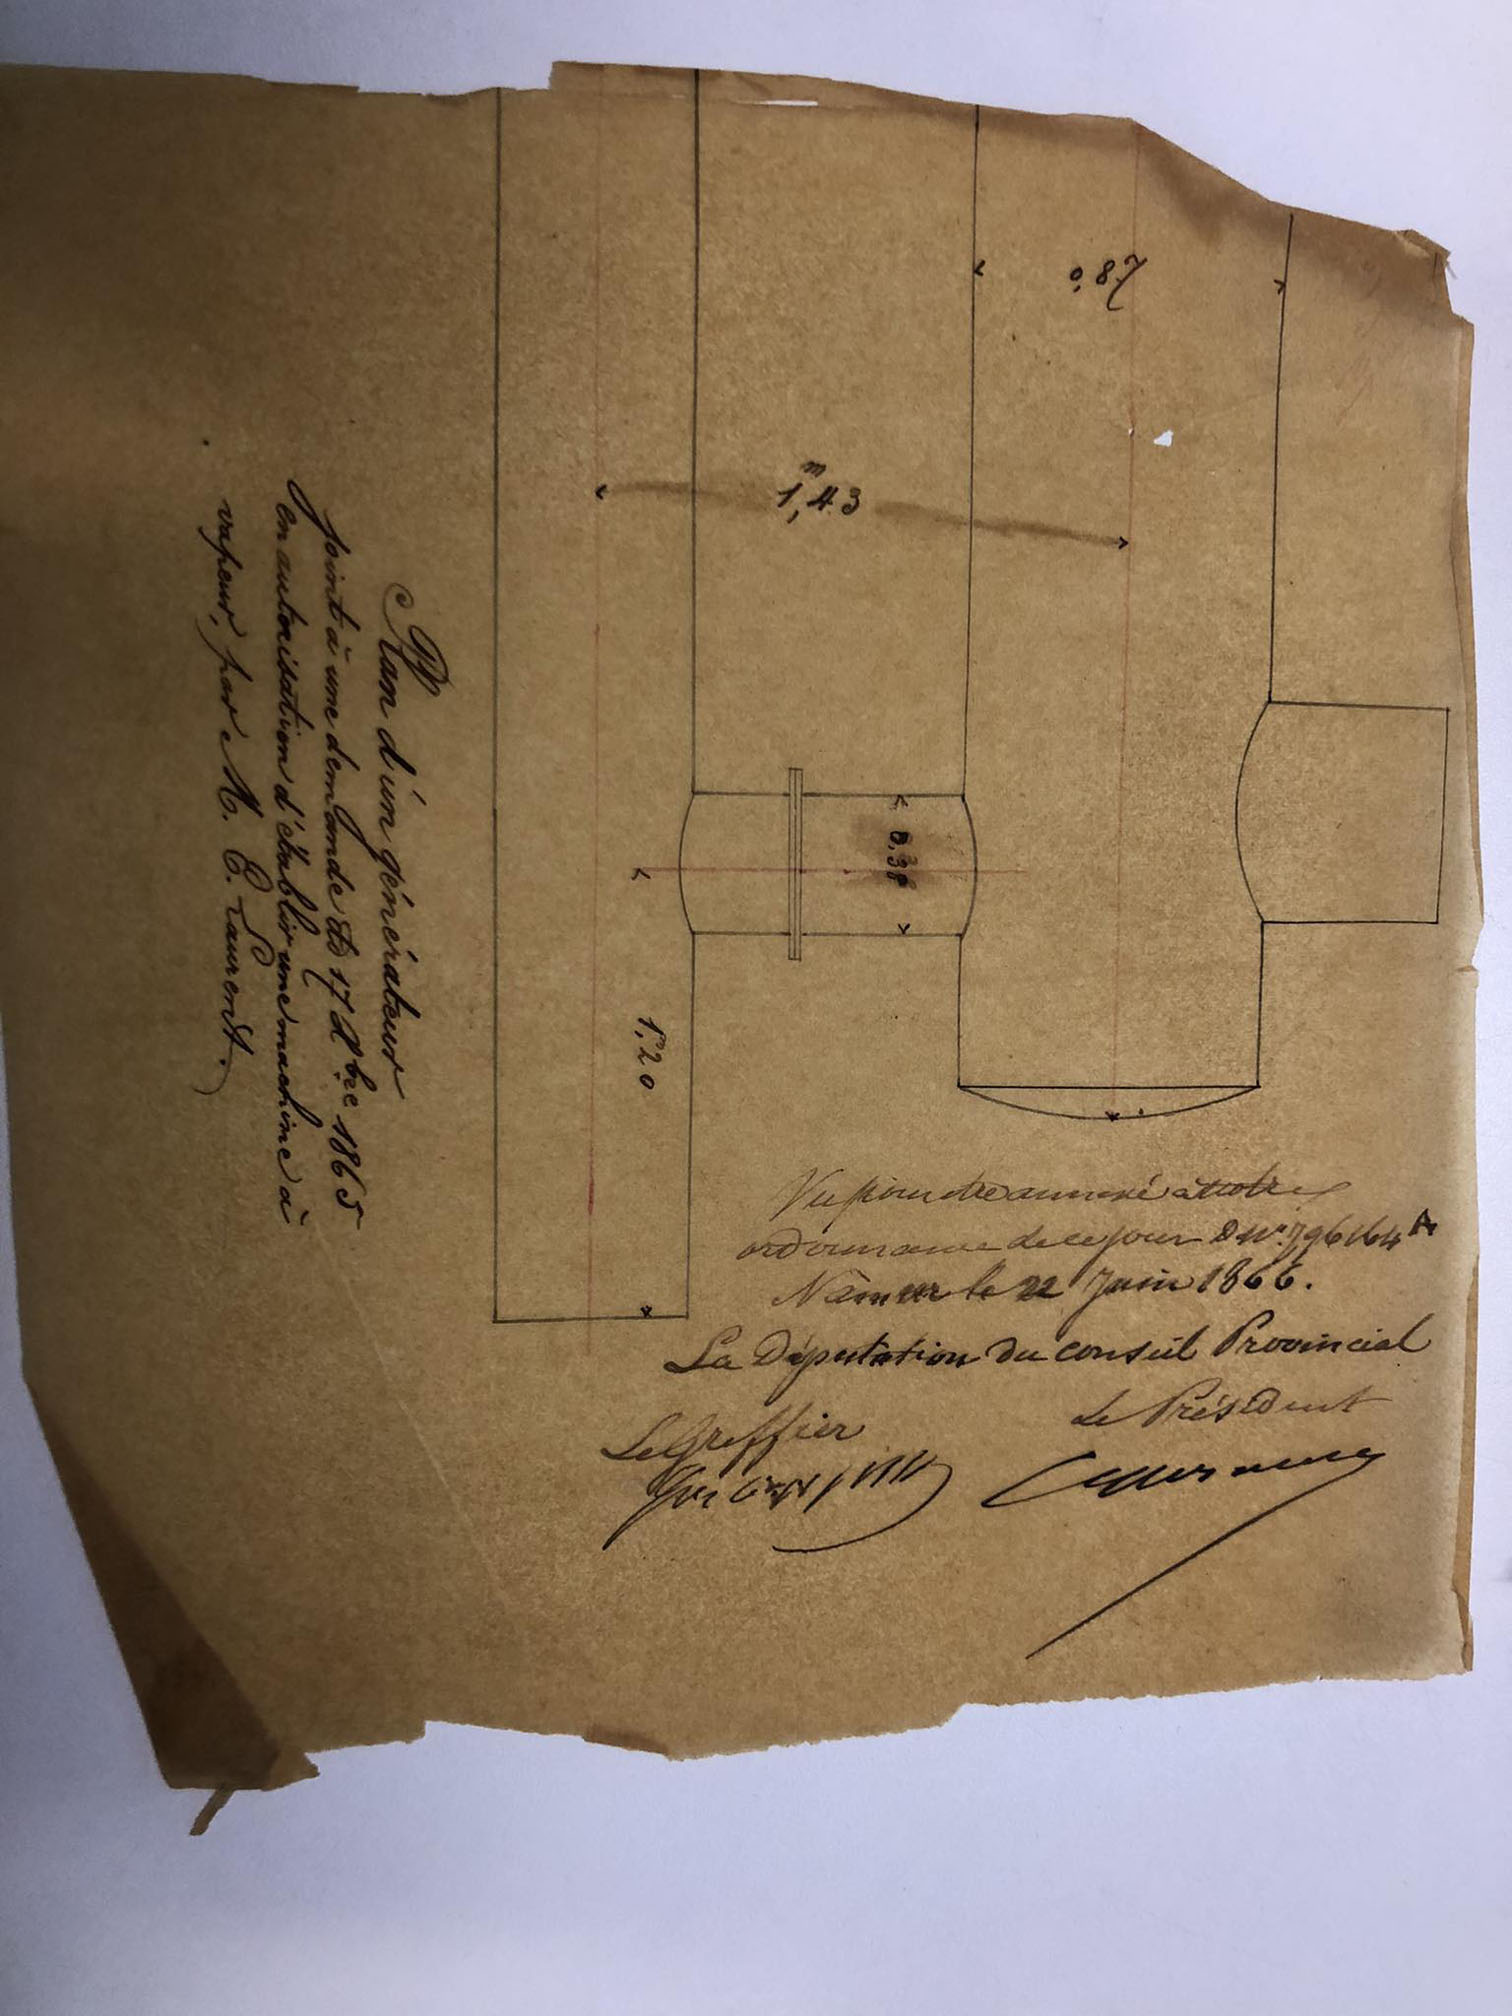 0,87
1,43
m
0,38
1,20
Plan d'un générateur
joint à une demande du 17 Xbre 1865
en autorisation d'établir une machine à
vapeur, par M. E. Laurent.
Vu pour être annexé à notre
ordonnance de ce jour D no 796164 A
Namur le 22 Juin 1866.
La Députation du conseil Provincial
Le Président
Le Greffier